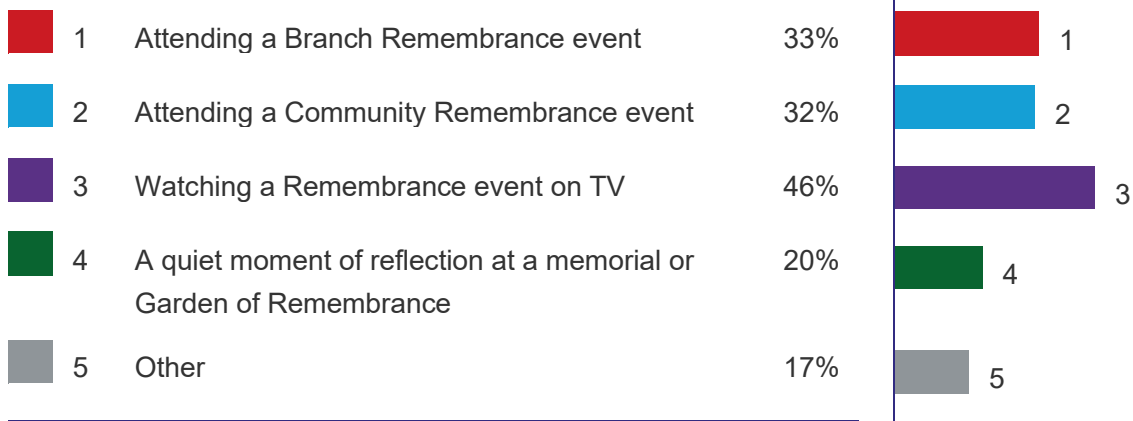 1 Attending a Branch Remembrance event 33% 1
2 Attending a Community Remembrance event 32% 2
3 Watching a Remembrance event on TV 46% 3
4 A quiet moment of reflection at a memorial or 20% 4
Garden of Remembrance
5 Other 17% 5